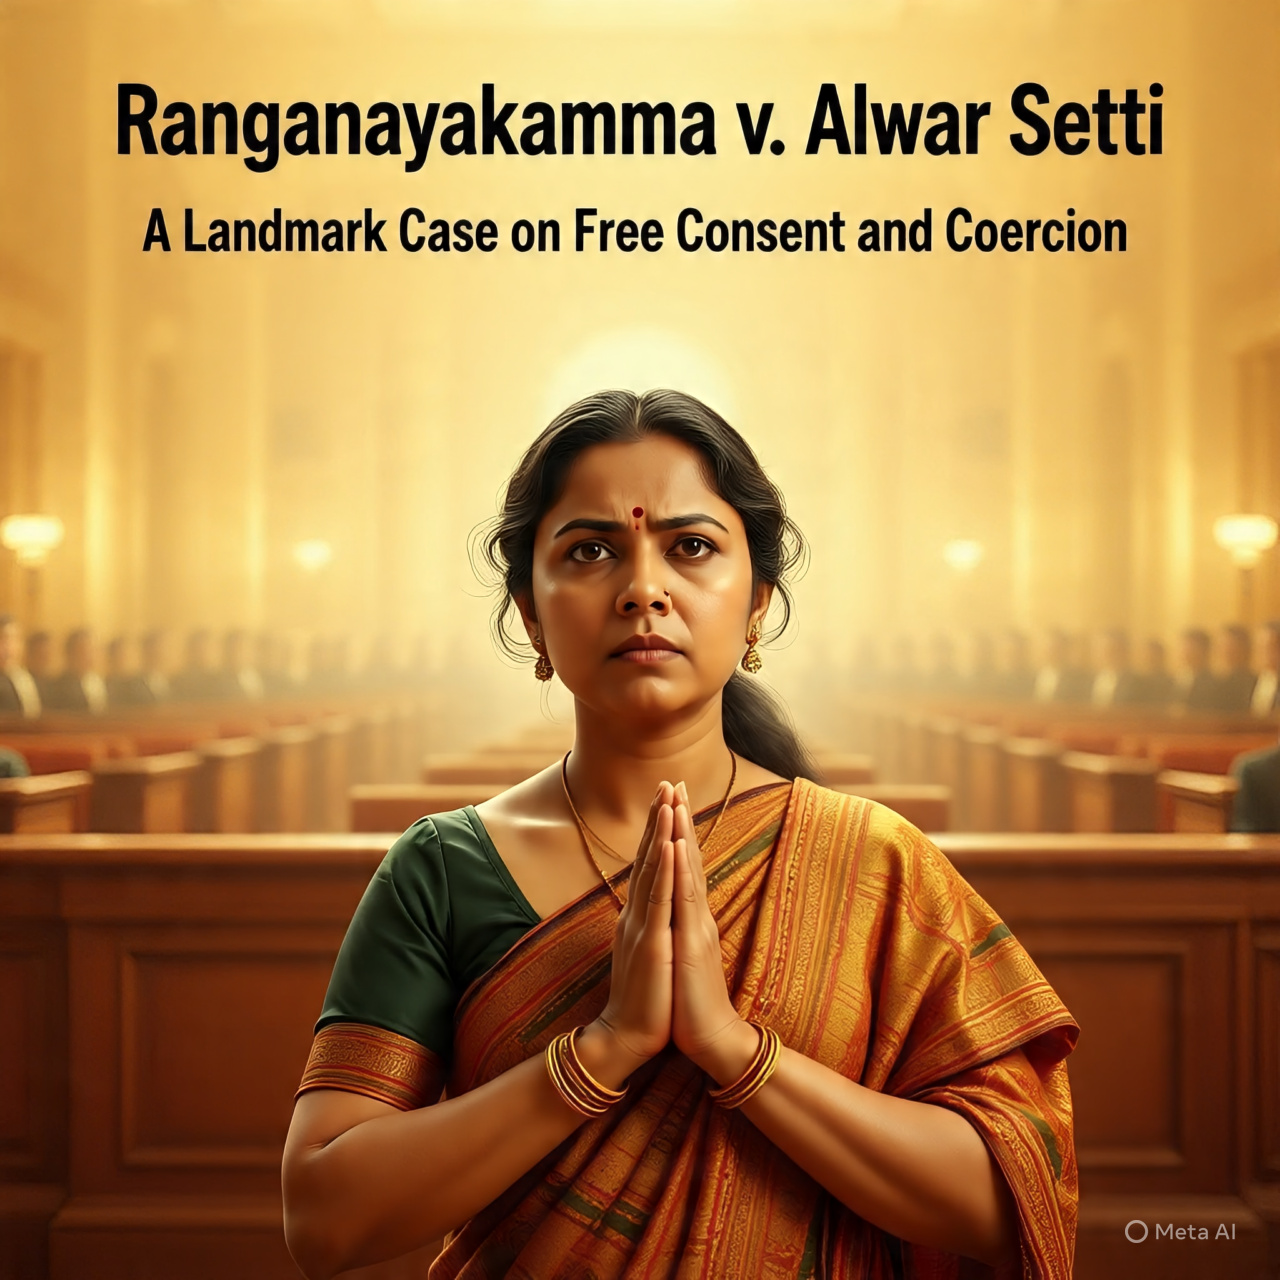 Ranganayakamma v. Alwar Setti
A Landmark Case on Free Consent and Coercion
Meta AI